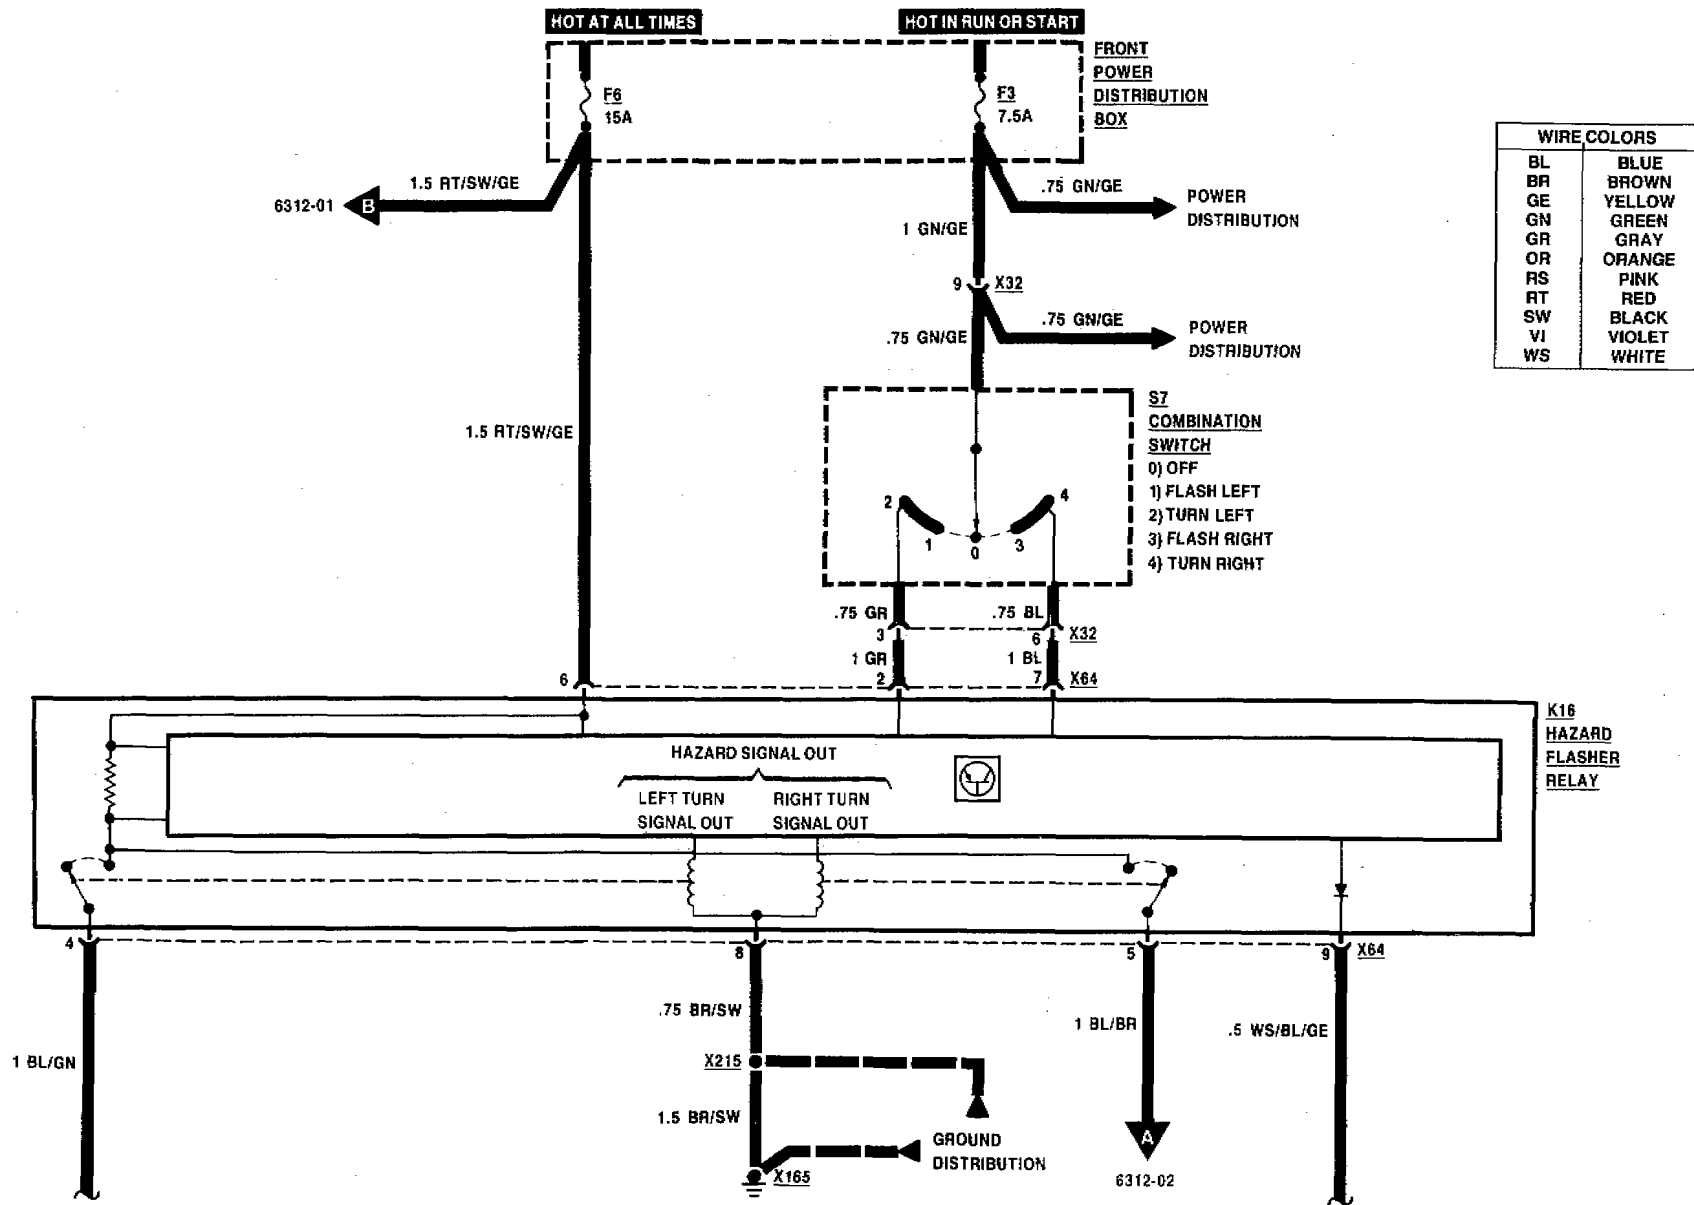 HOT AT ALL TIMES
HOT IN RUN OR START
FRONT
POWER
DISTRIBUTION
BOX
F6
15A
F3
7.5A
WIRE COLORS
BL BLUE
BR BROWN
GE YELLOW
GN GREEN
GR GRAY
OR ORANGE
RS PINK
RT RED
SW BLACK
VI VIOLET
WS WHITE
1.5 RT/SW/GE
6312-01
B
.75 GN/GE
POWER
DISTRIBUTION
1 GN/GE
9
X32
.75 GN/GE
.75 GN/GE
POWER
DISTRIBUTION
1.5 RT/SW/GE
S7
COMBINATION
SWITCH
0) OFF
1) FLASH LEFT
2) TURN LEFT
3) FLASH RIGHT
4) TURN RIGHT
2
4
1
0
3
.75 GR
.75 BL
3
6
X32
1 GR
1 BL
6
2
7
X64
K16
HAZARD
FLASHER
RELAY
HAZARD SIGNAL OUT
LEFT TURN
SIGNAL OUT
RIGHT TURN
SIGNAL OUT
4
8
5
9
X64
.75 BR/SW
1 BL/BR
.5 WS/BL/GE
1 BL/GN
X215
1.5 BR/SW
A
GROUND
DISTRIBUTION
X165
6312-02